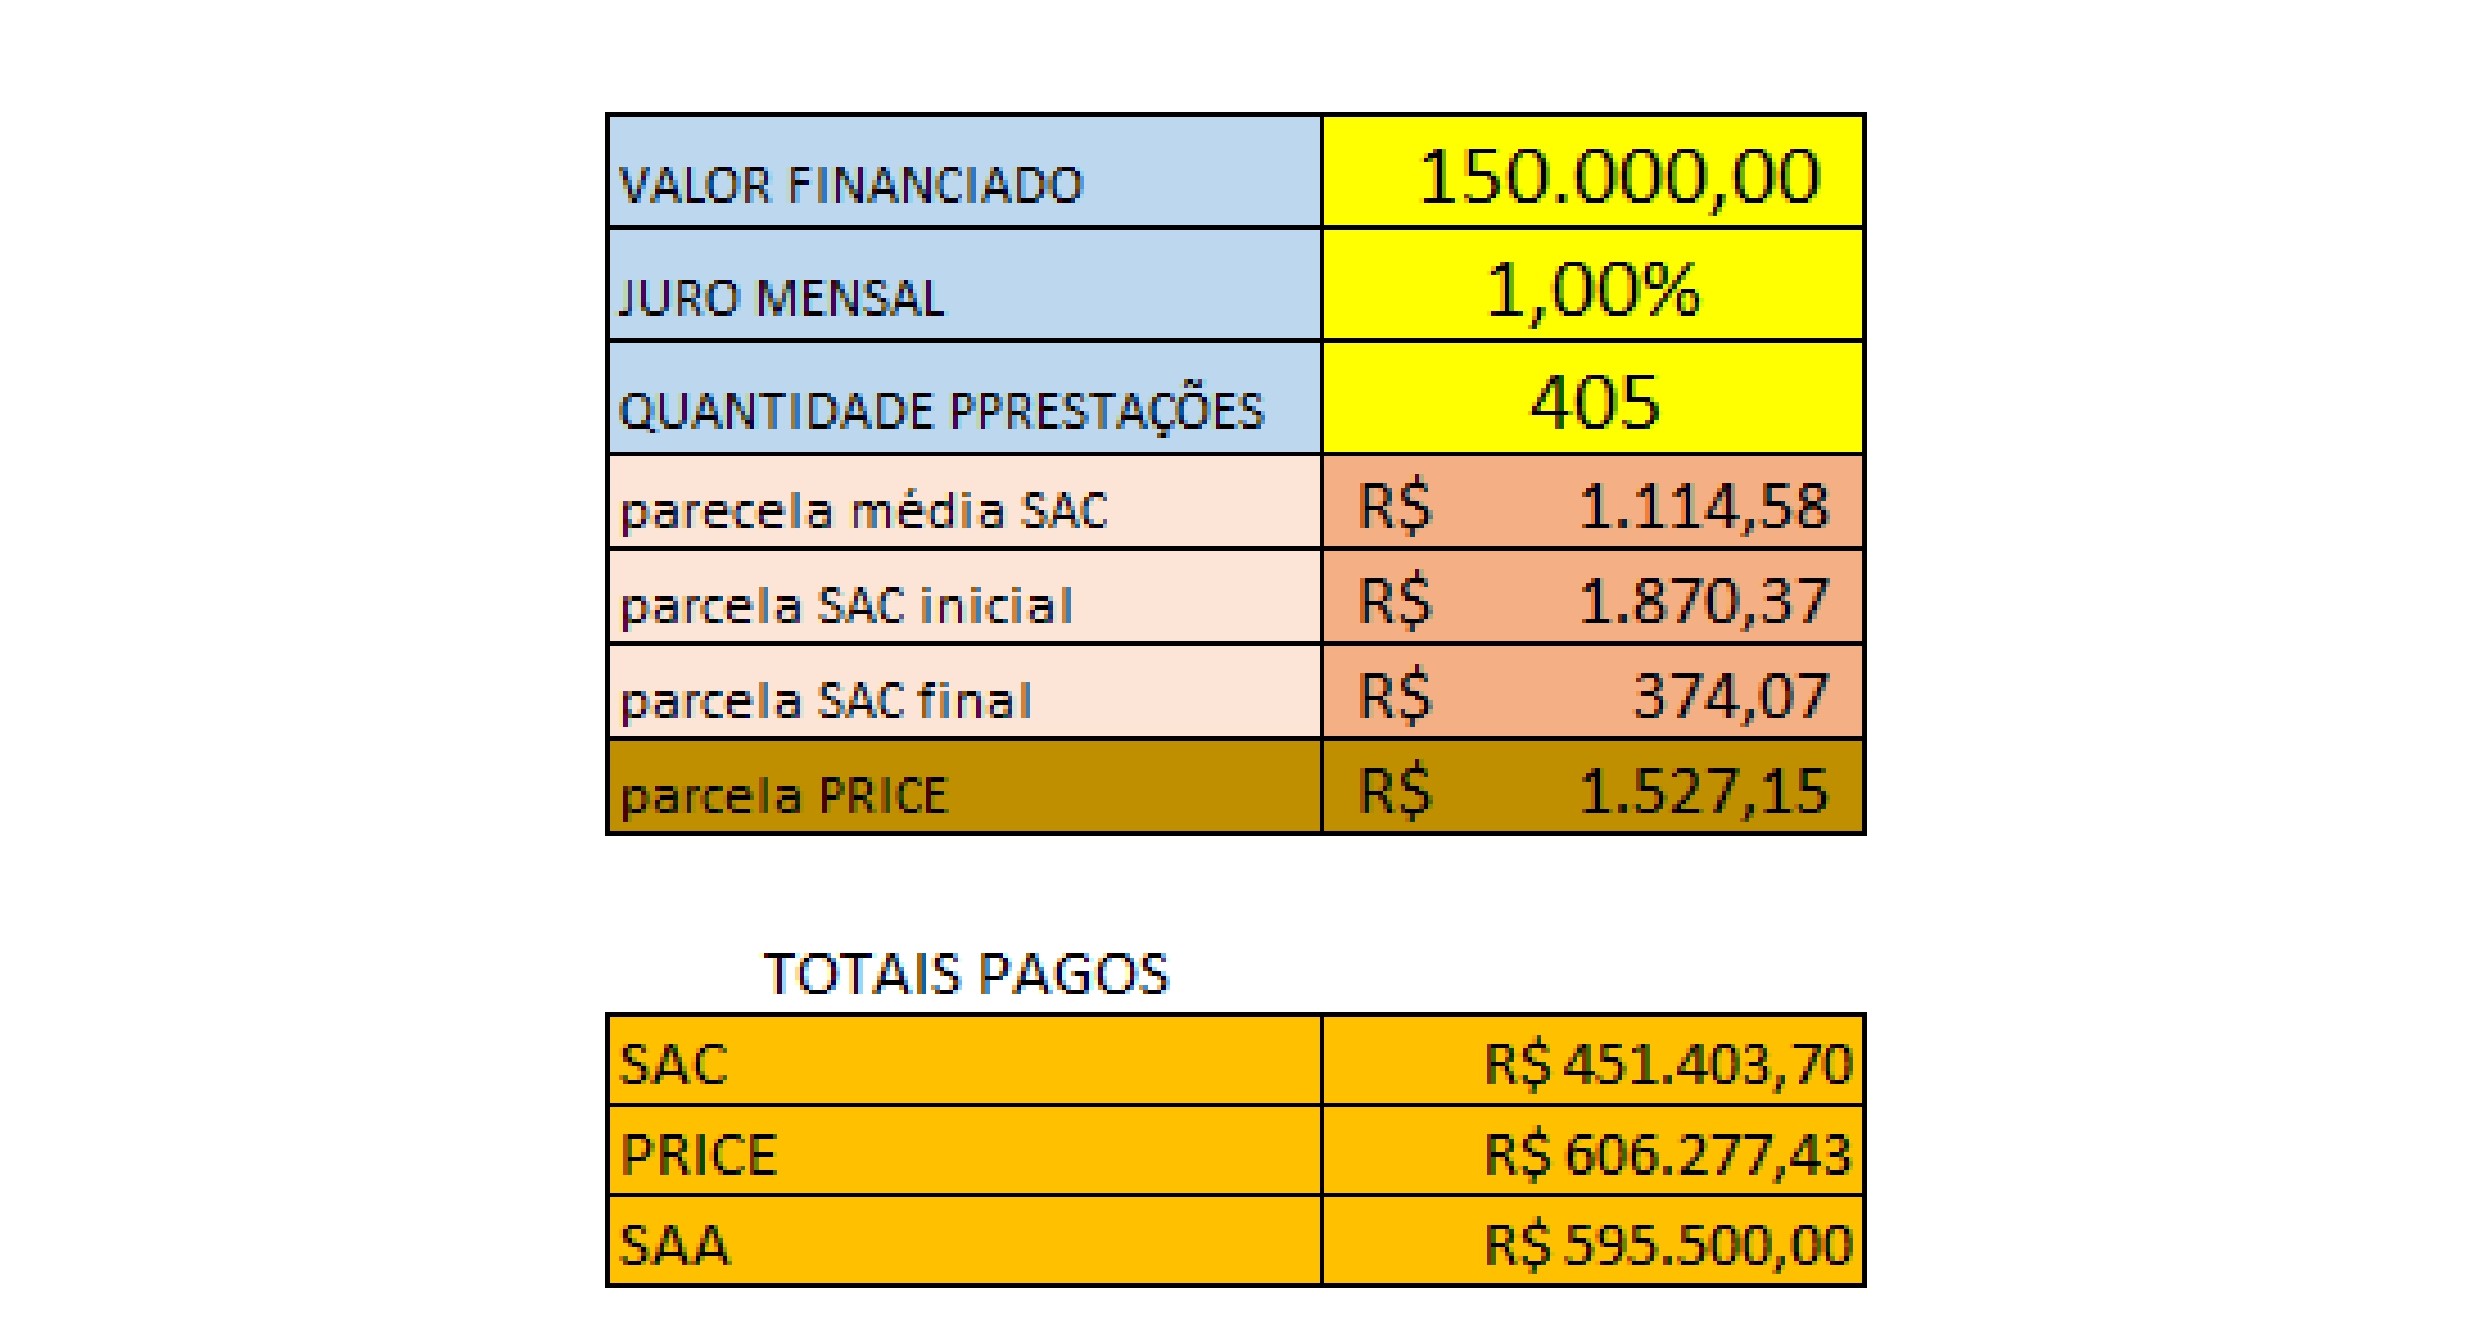 VALOR FINANCIADO 150.000,00
JURO MENSAL 1,00%
QUANTIDADE PPRESTAÇÕES 405
parecela média SAC R$ 1.114,58
parcela SAC inicial R$ 1.870,37
parcela SAC final R$ 374,07
parcela PRICE R$ 1.527,15
TOTAIS PAGOS
SAC R$ 451.403,70
PRICE R$ 606.277,43
SAA R$ 595.500,00